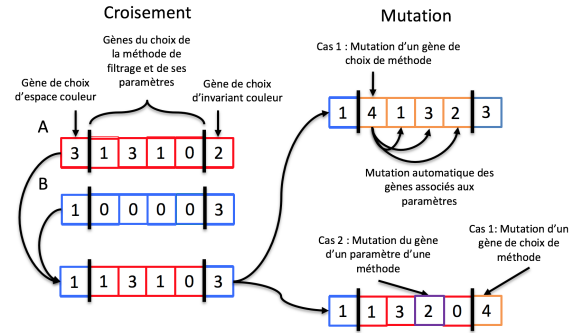 Croisement
Gènes du choix de
la méthode de
filtrage et de ses
paramètres
Gène de choix
d'espace couleur
Gène de choix
d'invariant couleur
A
3 1 3 1 0 2
B
1 0 0 0 0 3
1 1 3 1 0 3
Mutation
Cas 1 : Mutation d'un gène de
choix de méthode
1 4 1 3 2 3
Mutation automatique des
gènes associés aux
paramètres
Cas 2 : Mutation du gène
d'un paramètre d'une
méthode
Cas 1: Mutation d'un
gène de choix de
méthode
1 1 3 2 0 4